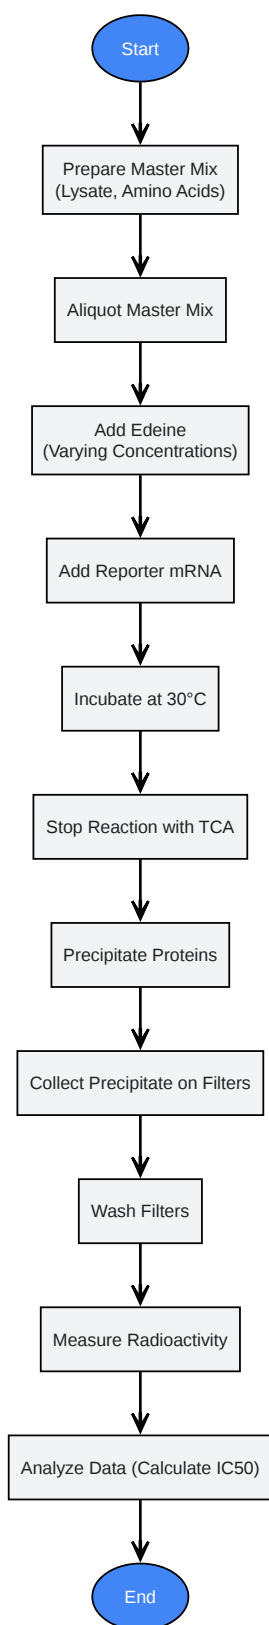 Start
Prepare Master Mix
(Lysate, Amino Acids)
Aliquot Master Mix
Add Edeine
(Varying Concentrations)
Add Reporter mRNA
Incubate at 30°C
Stop Reaction with TCA
Precipitate Proteins
Collect Precipitate on Filters
Wash Filters
Measure Radioactivity
Analyze Data (Calculate IC50)
End